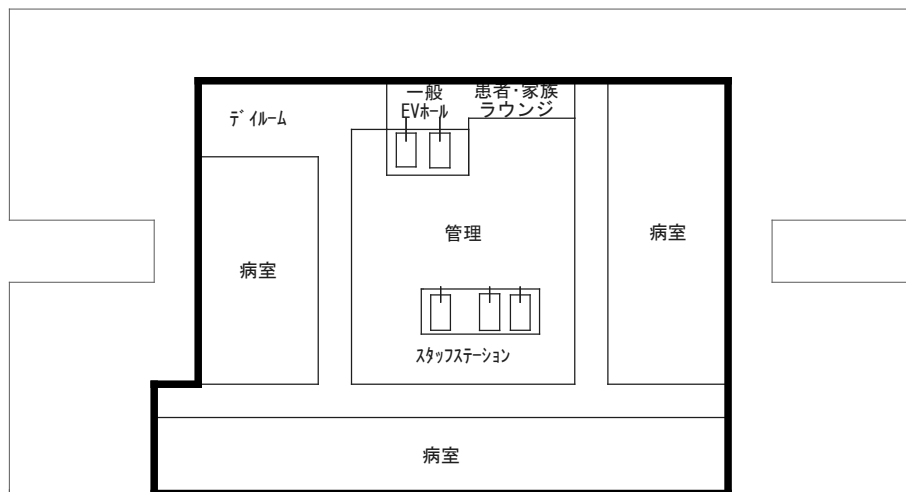 一般
EVホール
患者・家族
ラウンジ
デイルーム
管理
病室
病室
スタッフステーション
病室